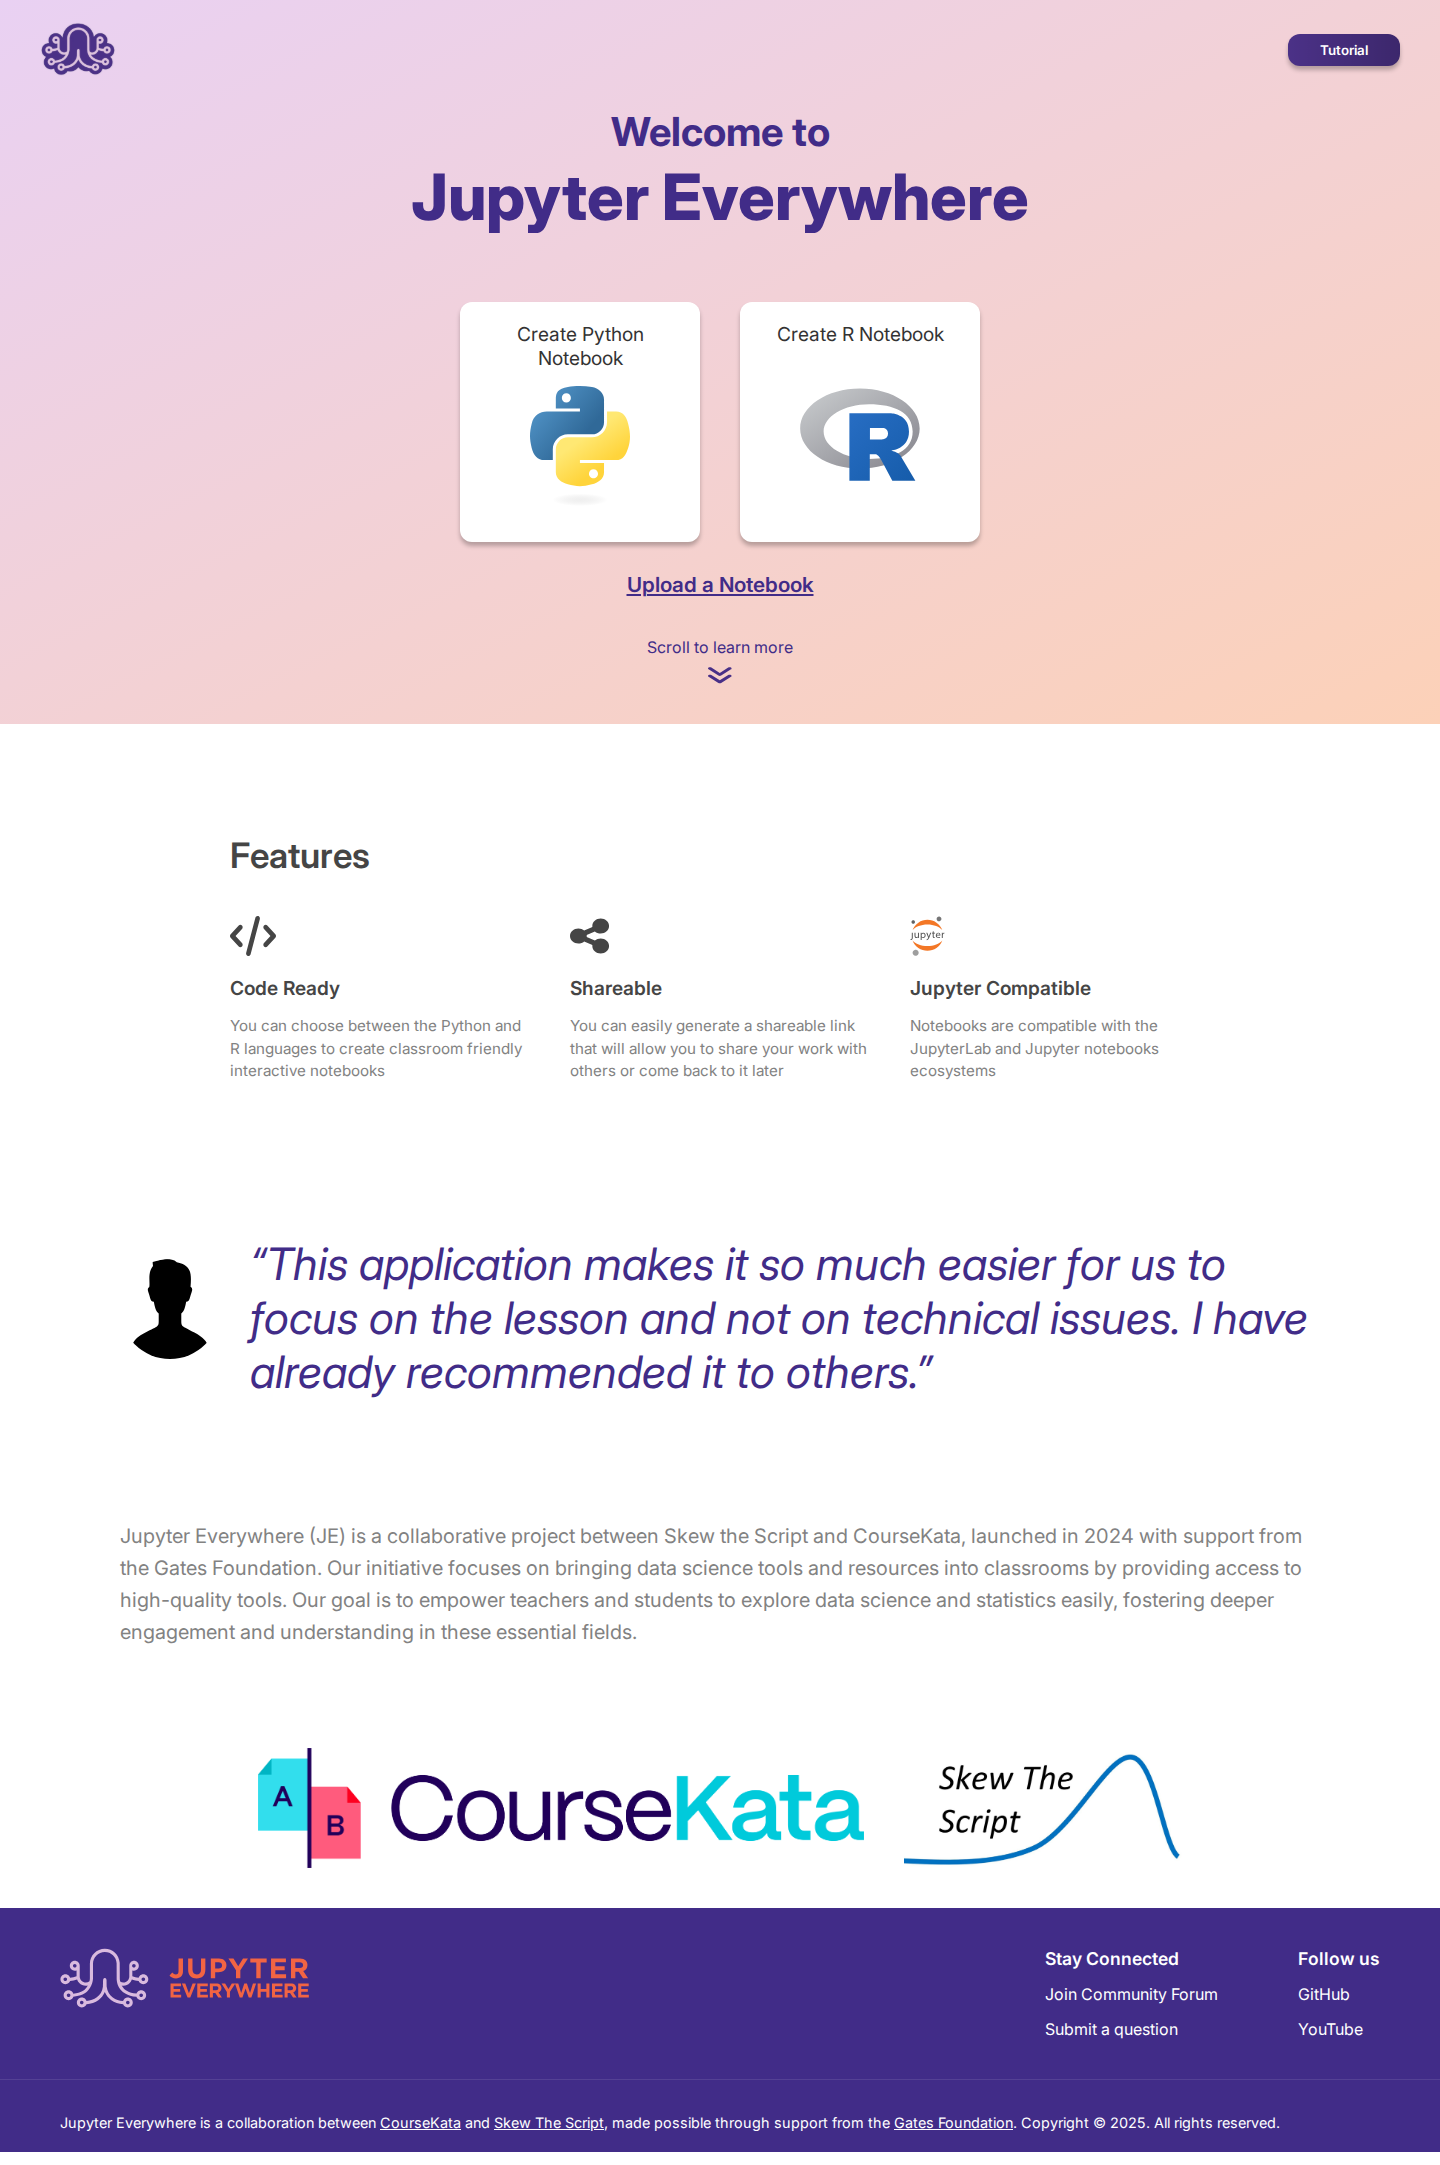 Tutorial
Welcome to
Jupyter Everywhere
Create Python
Notebook
Create R Notebook
R
Upload a Notebook
Scroll to learn more
Features
jupyter
Code Ready
Shareable
Jupyter Compatible
You can choose between the Python and
R languages to create classroom friendly
interactive notebooks
You can easily generate a shareable link
that will allow you to share your work with
others or come back to it later
Notebooks are compatible with the
JupyterLab and Jupyter notebooks
ecosystems
“This application makes it so much easier for us to
focus on the lesson and not on technical issues. I have
already recommended it to others.”
Jupyter Everywhere (JE) is a collaborative project between Skew the Script and CourseKata, launched in 2024 with support from
the Gates Foundation. Our initiative focuses on bringing data science tools and resources into classrooms by providing access to
high-quality tools. Our goal is to empower teachers and students to explore data science and statistics easily, fostering deeper
engagement and understanding in these essential fields.
A
B
CourseKata
Skew The
Script
JUPYTER
EVERYWHERE
Stay Connected
Join Community Forum
Submit a question
Follow us
GitHub
YouTube
Jupyter Everywhere is a collaboration between CourseKata and Skew The Script, made possible through support from the Gates Foundation. Copyright © 2025. All rights reserved.